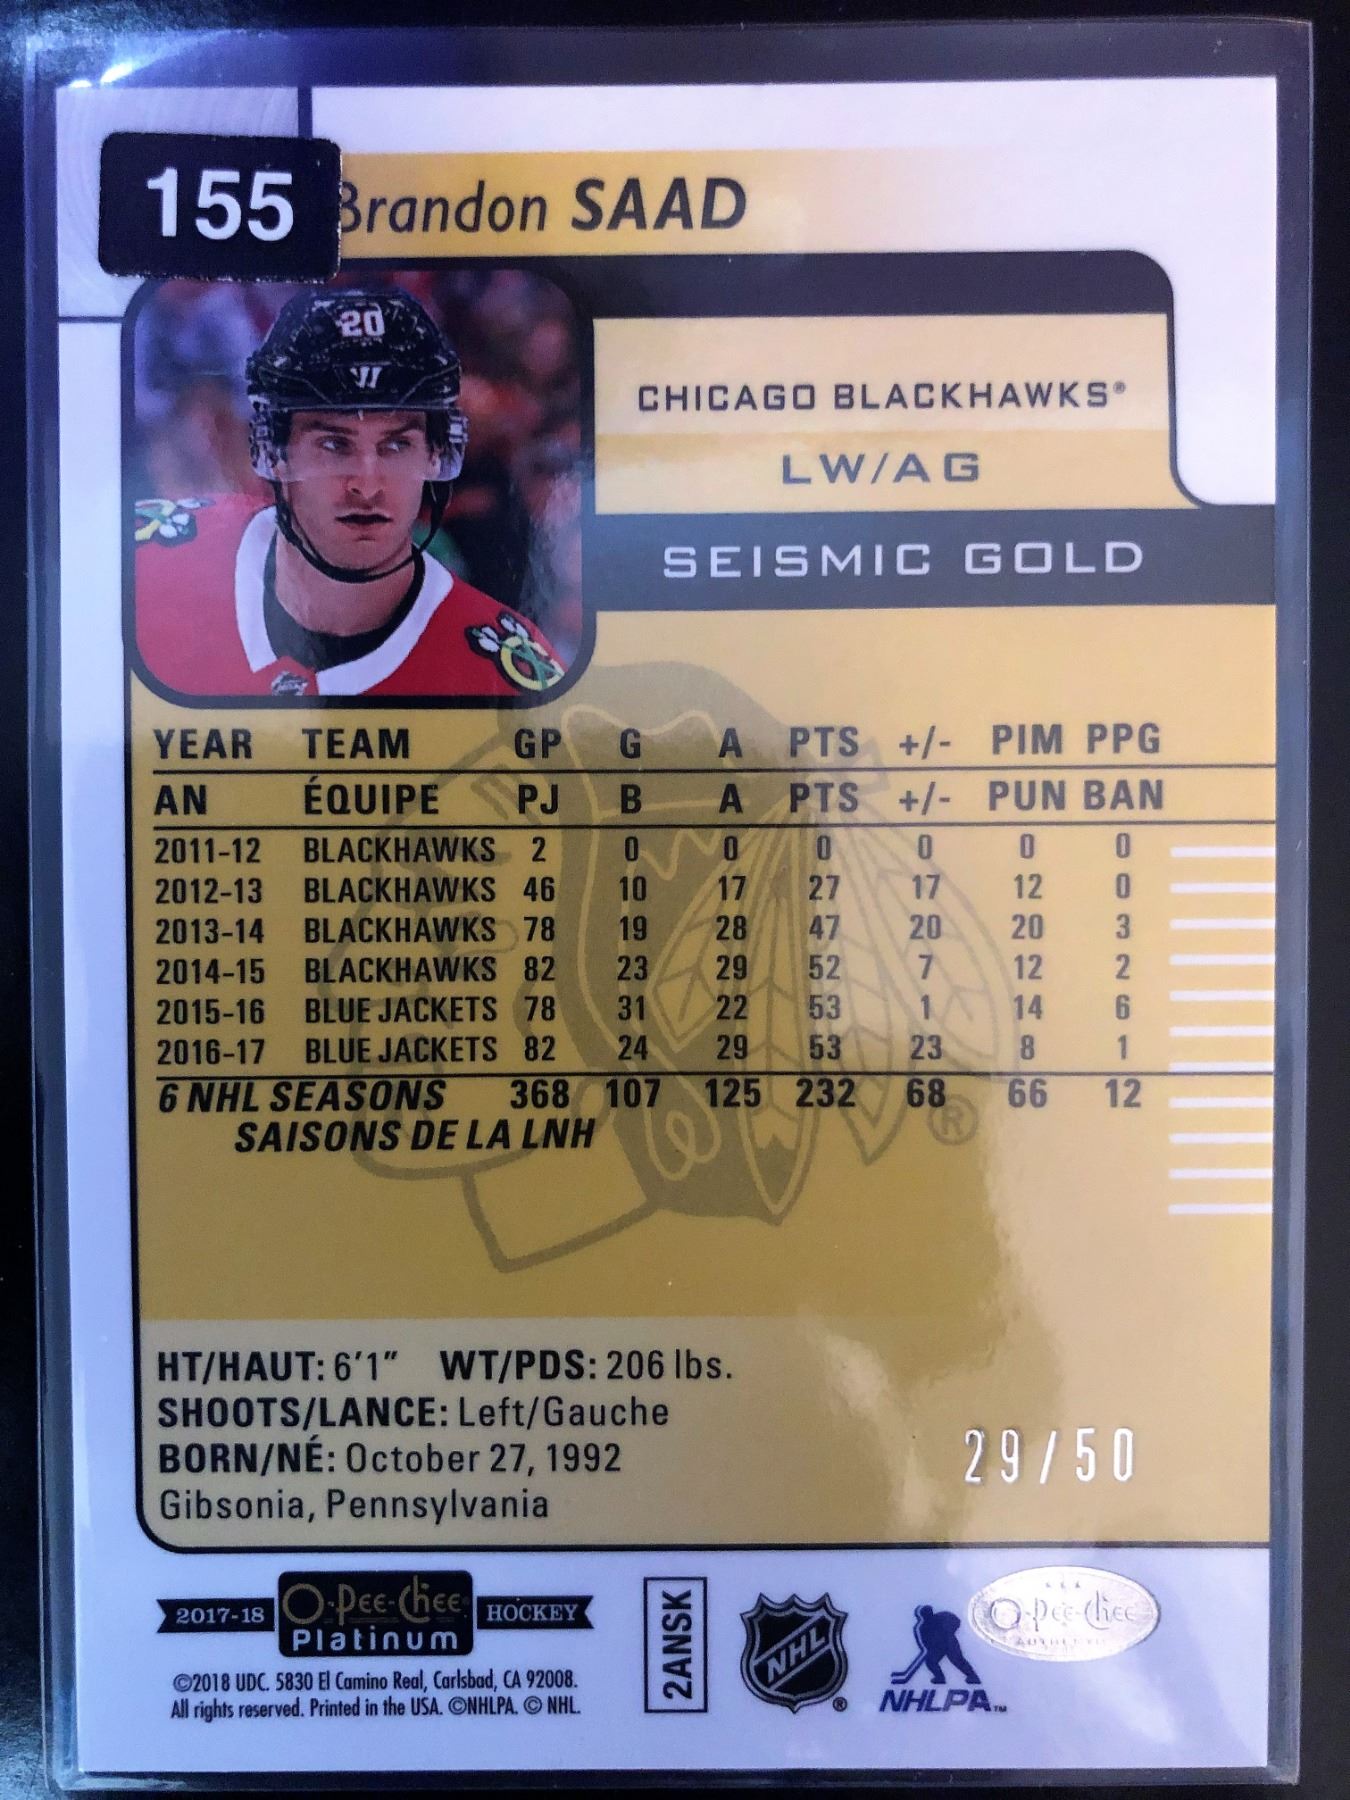 155
Brandon SAAD
20
CHICAGO BLACKHAWKS®
LW/AG
SEISMIC GOLD
YEAR TEAM GP G A PTS +/- PIM PPG
AN ÉQUIPE PJ B A PTS +/- PUN BAN
2011-12 BLACKHAWKS 2 0 0 0 0 0 0
2012-13 BLACKHAWKS 46 10 17 27 17 12 0
2013-14 BLACKHAWKS 78 19 28 47 20 20 3
2014-15 BLACKHAWKS 82 23 29 52 7 12 2
2015-16 BLUE JACKETS 78 31 22 53 1 14 6
2016-17 BLUE JACKETS 82 24 29 53 23 8 1
6 NHL SEASONS 368 107 125 232 68 66 12
SAISONS DE LA LNH
®
HT/HAUT: 6'1" WT/PDS: 206 lbs.
SHOOTS/LANCE: Left/Gauche
BORN/NÉ: October 27, 1992
Gibsonia, Pennsylvania
29/50
2017-18 O-Pee-Chee Platinum HOCKEY
2ANSK
NHL®
NHLPA™
O-Pee-Chee
©2018 UDC. 5830 El Camino Real, Carlsbad, CA 92008.
All rights reserved. Printed in the USA. ©NHLPA. © NHL.